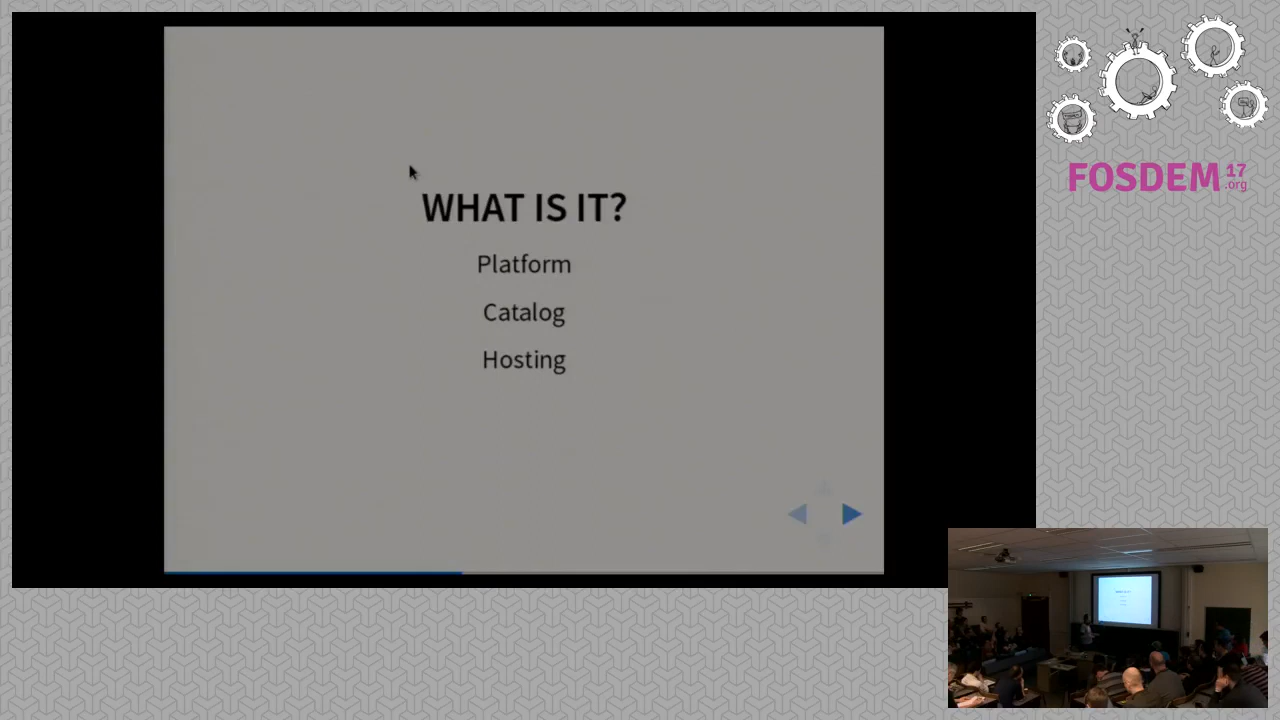 WHAT IS IT?
Platform
Catalog
Hosting
FOSDEM 17
.org